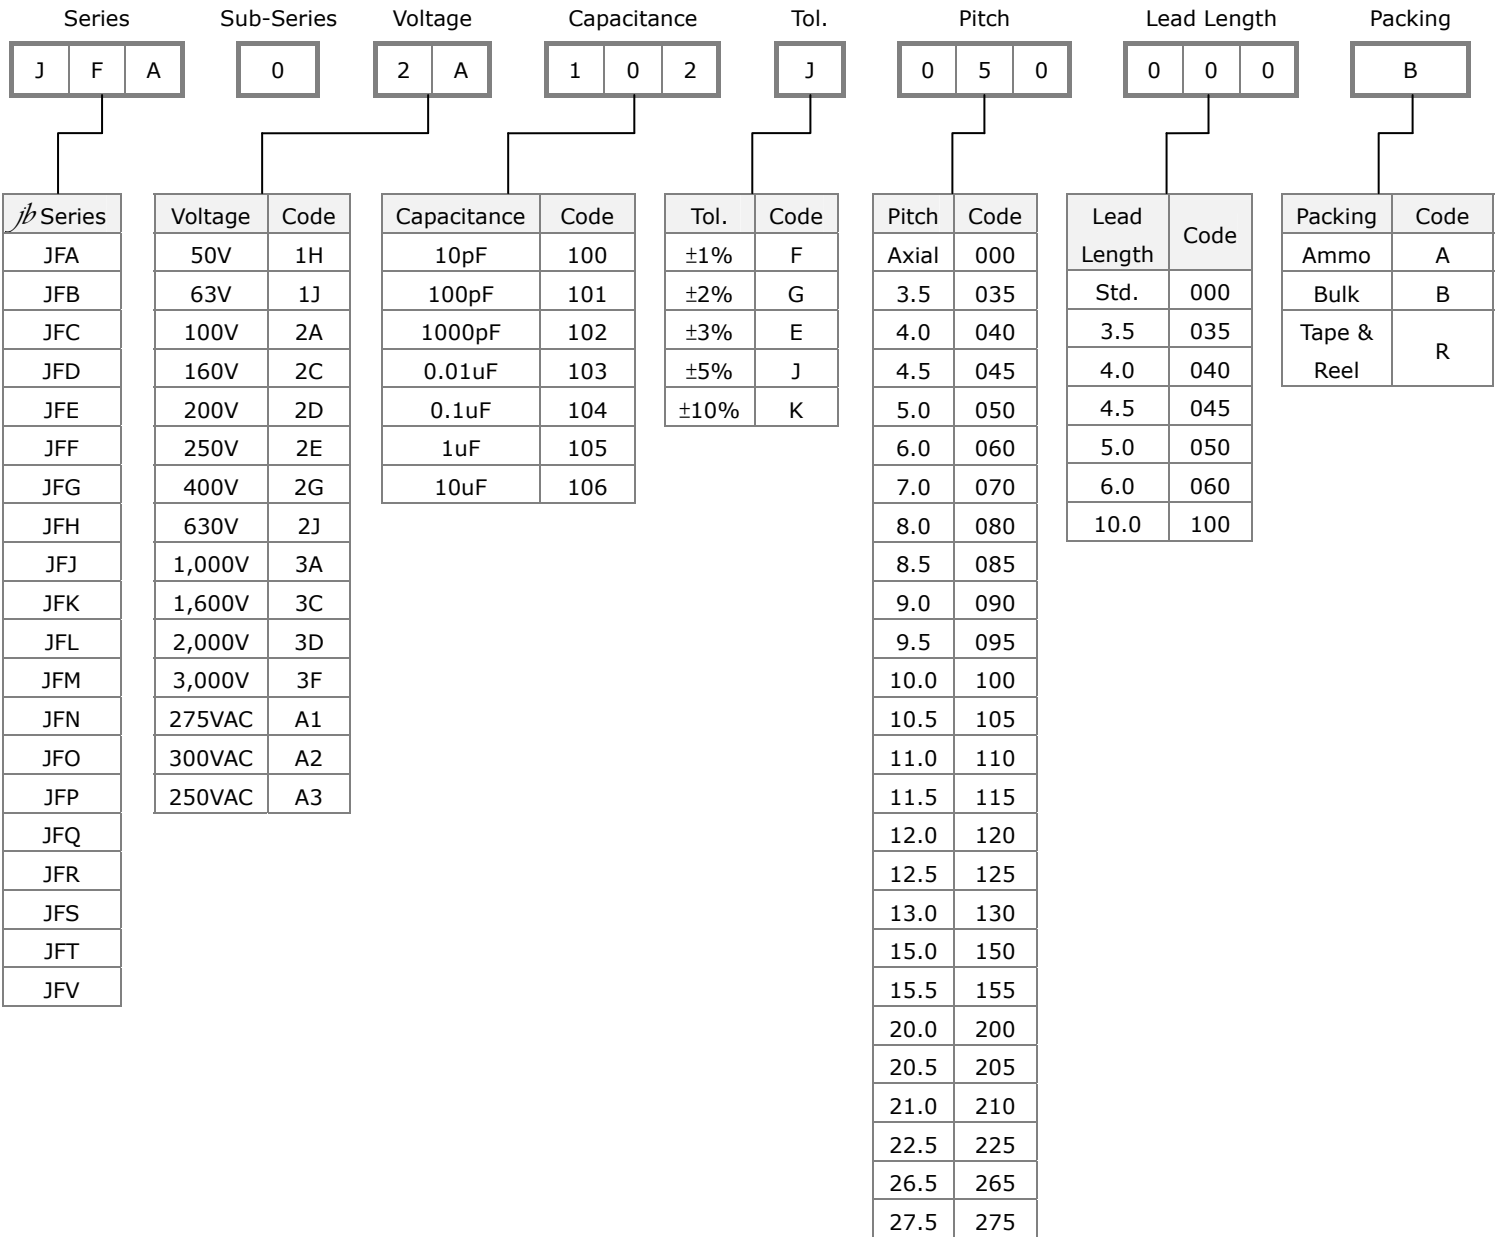 Series Sub-Series Voltage Capacitance Tol. Pitch Lead Length Packing
J F A 0 2 A 1 0 2 J 0 5 0 0 0 0 B
jb Series
JFA
JFB
JFC
JFD
JFE
JFF
JFG
JFH
JFJ
JFK
JFL
JFM
JFN
JFO
JFP
JFQ
JFR
JFS
JFT
JFV
Voltage Code
50V 1H
63V 1J
100V 2A
160V 2C
200V 2D
250V 2E
400V 2G
630V 2J
1,000V 3A
1,600V 3C
2,000V 3D
3,000V 3F
275VAC A1
300VAC A2
250VAC A3
Capacitance Code
10pF 100
100pF 101
1000pF 102
0.01uF 103
0.1uF 104
1uF 105
10uF 106
Tol. Code
±1% F
±2% G
±3% E
±5% J
±10% K
Pitch Code
Axial 000
3.5 035
4.0 040
4.5 045
5.0 050
6.0 060
7.0 070
8.0 080
8.5 085
9.0 090
9.5 095
10.0 100
10.5 105
11.0 110
11.5 115
12.0 120
12.5 125
13.0 130
15.0 150
15.5 155
20.0 200
20.5 205
21.0 210
22.5 225
26.5 265
27.5 275
Lead
Length Code
Std. 000
3.5 035
4.0 040
4.5 045
5.0 050
6.0 060
10.0 100
Packing Code
Ammo A
Bulk B
Tape &
Reel R